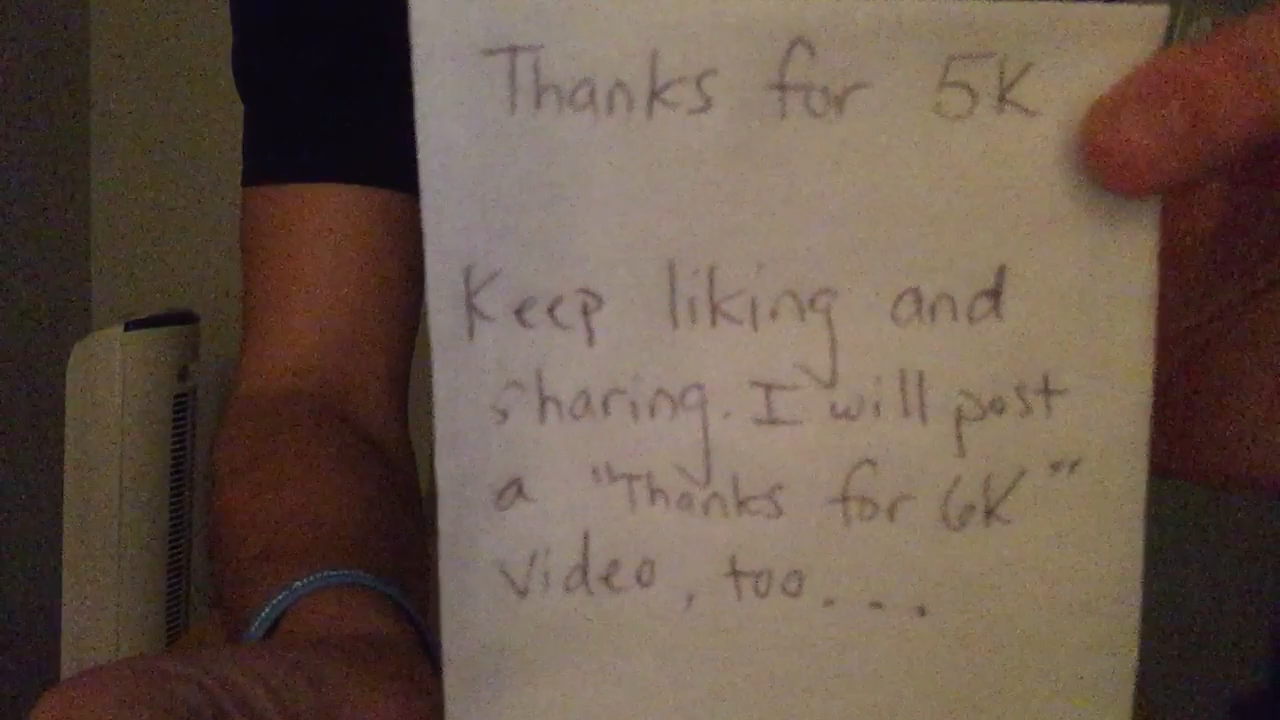 Thanks for 5K
Keep liking and
sharing. I will post
a "Thanks for 6K"
video, too...